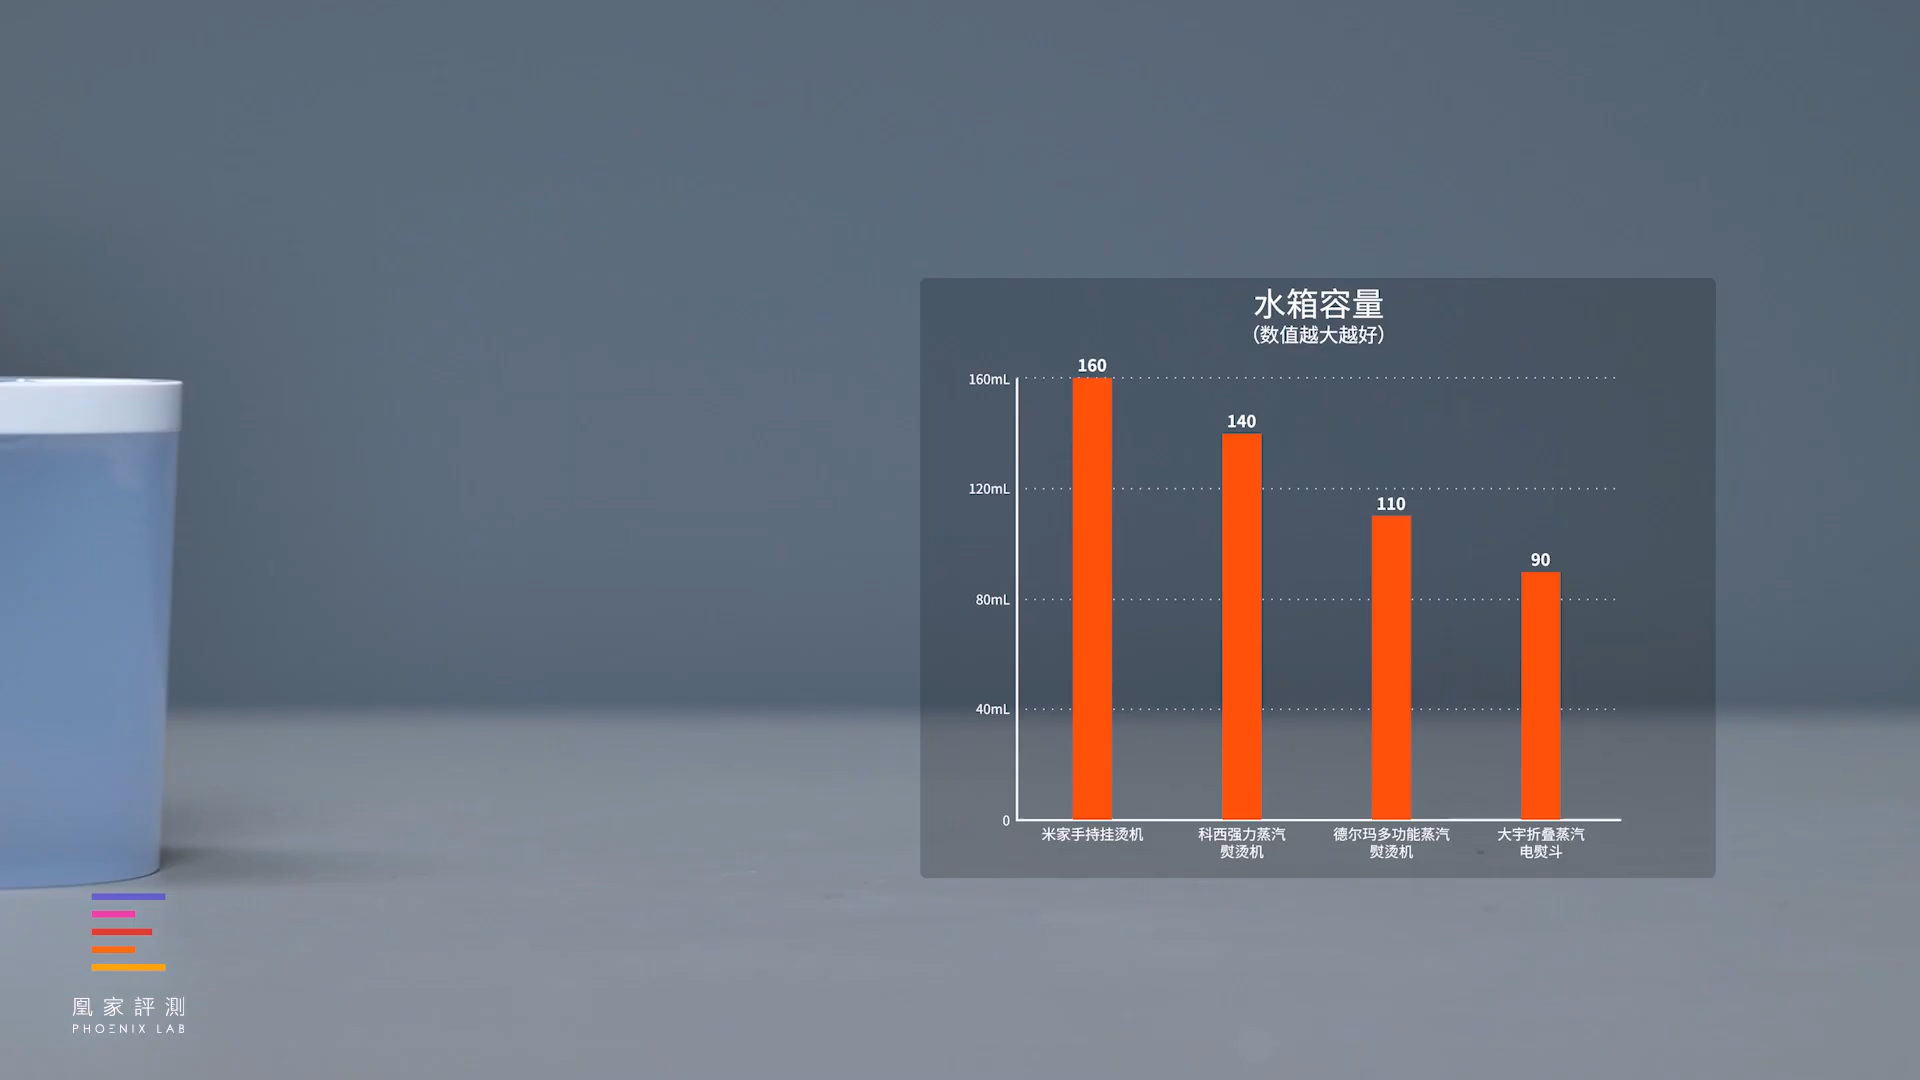 水箱容量
(数值越大越好)
160
140
110
90
160mL
120mL
80mL
40mL
0
米家手持挂烫机
科西强力蒸汽
熨烫机
德尔玛多功能蒸汽
熨烫机
大宇折叠蒸汽
电熨斗
凰家評測
PHOENIX LAB